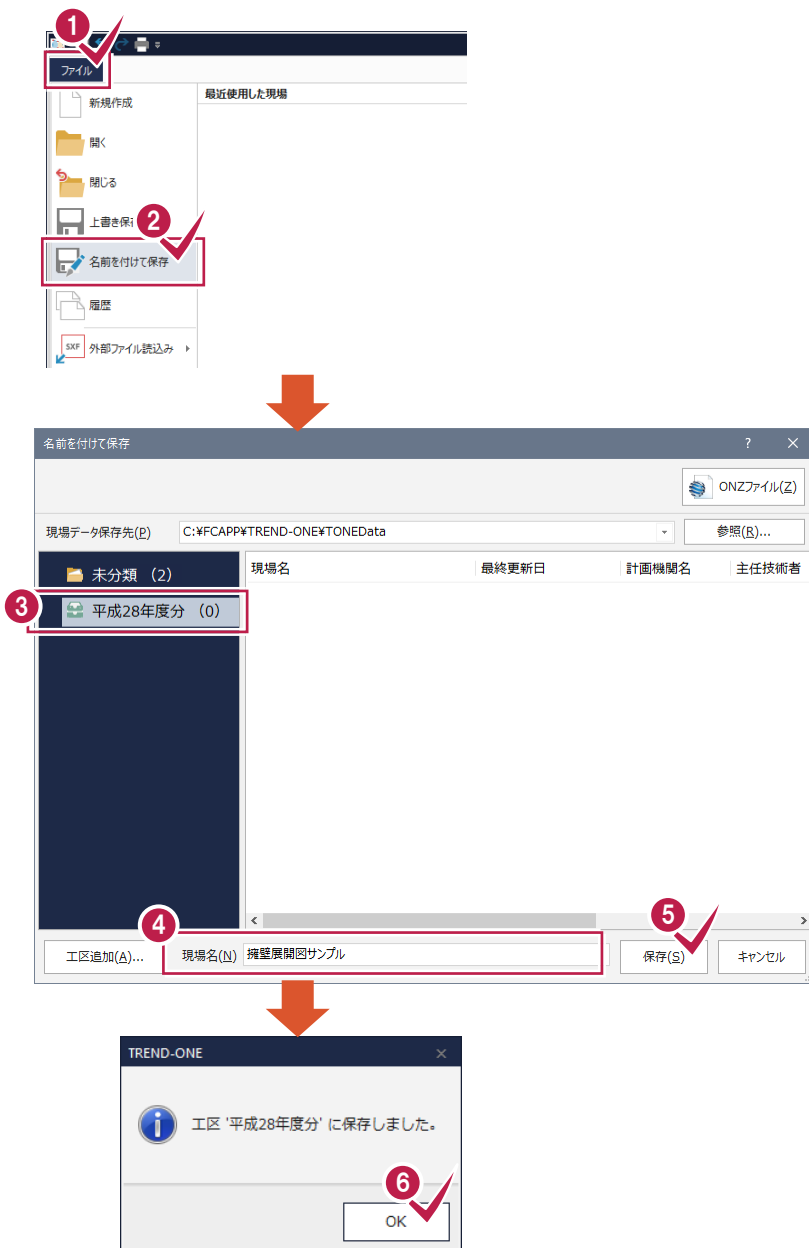 1
ファイル
最近使用した現場
新規作成
開く
閉じる
上書き保
2
名前を付けて保存
履歴
SXF 外部ファイル読込み
名前を付けて保存
ONZファイル(Z)
現場データ保存先(P) C:¥FCAPP¥TREND-ONE¥TONEData 参照(R)...
未分類 (2) 現場名 最終更新日 計画機関名 主任技術者
3 平成28年度分 (0)
4 5
工区追加(A)... 現場名(N) 擁壁展開図サンプル 保存(S) キャンセル
TREND-ONE
工区 '平成28年度分' に保存しました。
6
OK